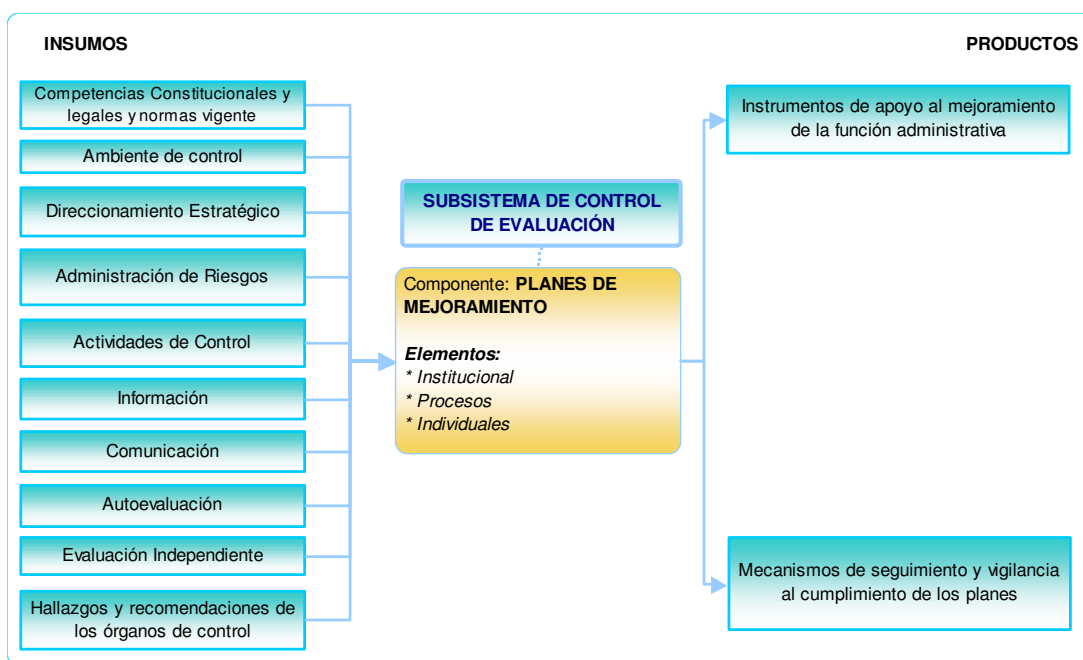 INSUMOS
PRODUCTOS
Competencias Constitucionales y
legales y normas vigente
Ambiente de control
Direccionamiento Estratégico
Administración de Riesgos
Actividades de Control
Información
Comunicación
Autoevaluación
Evaluación Independiente
Hallazgos y recomendaciones de
los órganos de control
SUBSISTEMA DE CONTROL
DE EVALUACIÓN
Componente: PLANES DE
MEJORAMIENTO
Elementos:
* Institucional
* Procesos
* Individuales
Instrumentos de apoyo al mejoramiento
de la función administrativa
Mecanismos de seguimiento y vigilancia
al cumplimiento de los planes